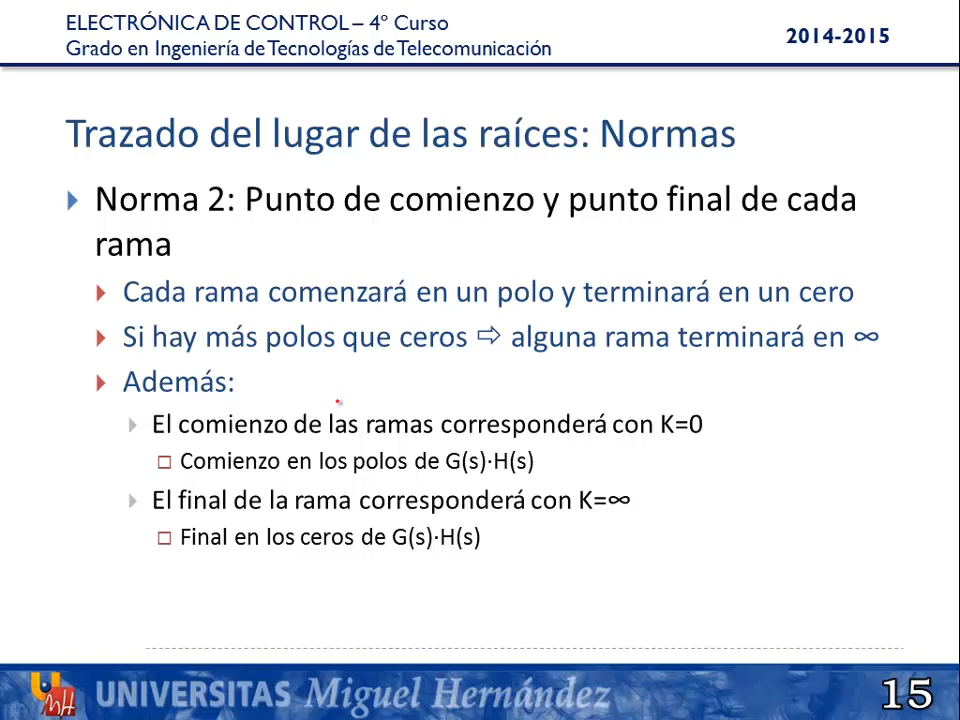 ELECTRÓNICA DE CONTROL – 4º Curso
Grado en Ingeniería de Tecnologías de Telecomunicación
2014-2015
Trazado del lugar de las raíces: Normas
Norma 2: Punto de comienzo y punto final de cada
rama
Cada rama comenzará en un polo y terminará en un cero
Si hay más polos que ceros ⇨ alguna rama terminará en ∞
Además:
El comienzo de las ramas corresponderá con K=0
Comienzo en los polos de G(s)·H(s)
El final de la rama corresponderá con K=∞
Final en los ceros de G(s)·H(s)
UNIVERSITAS Miguel Hernández
15